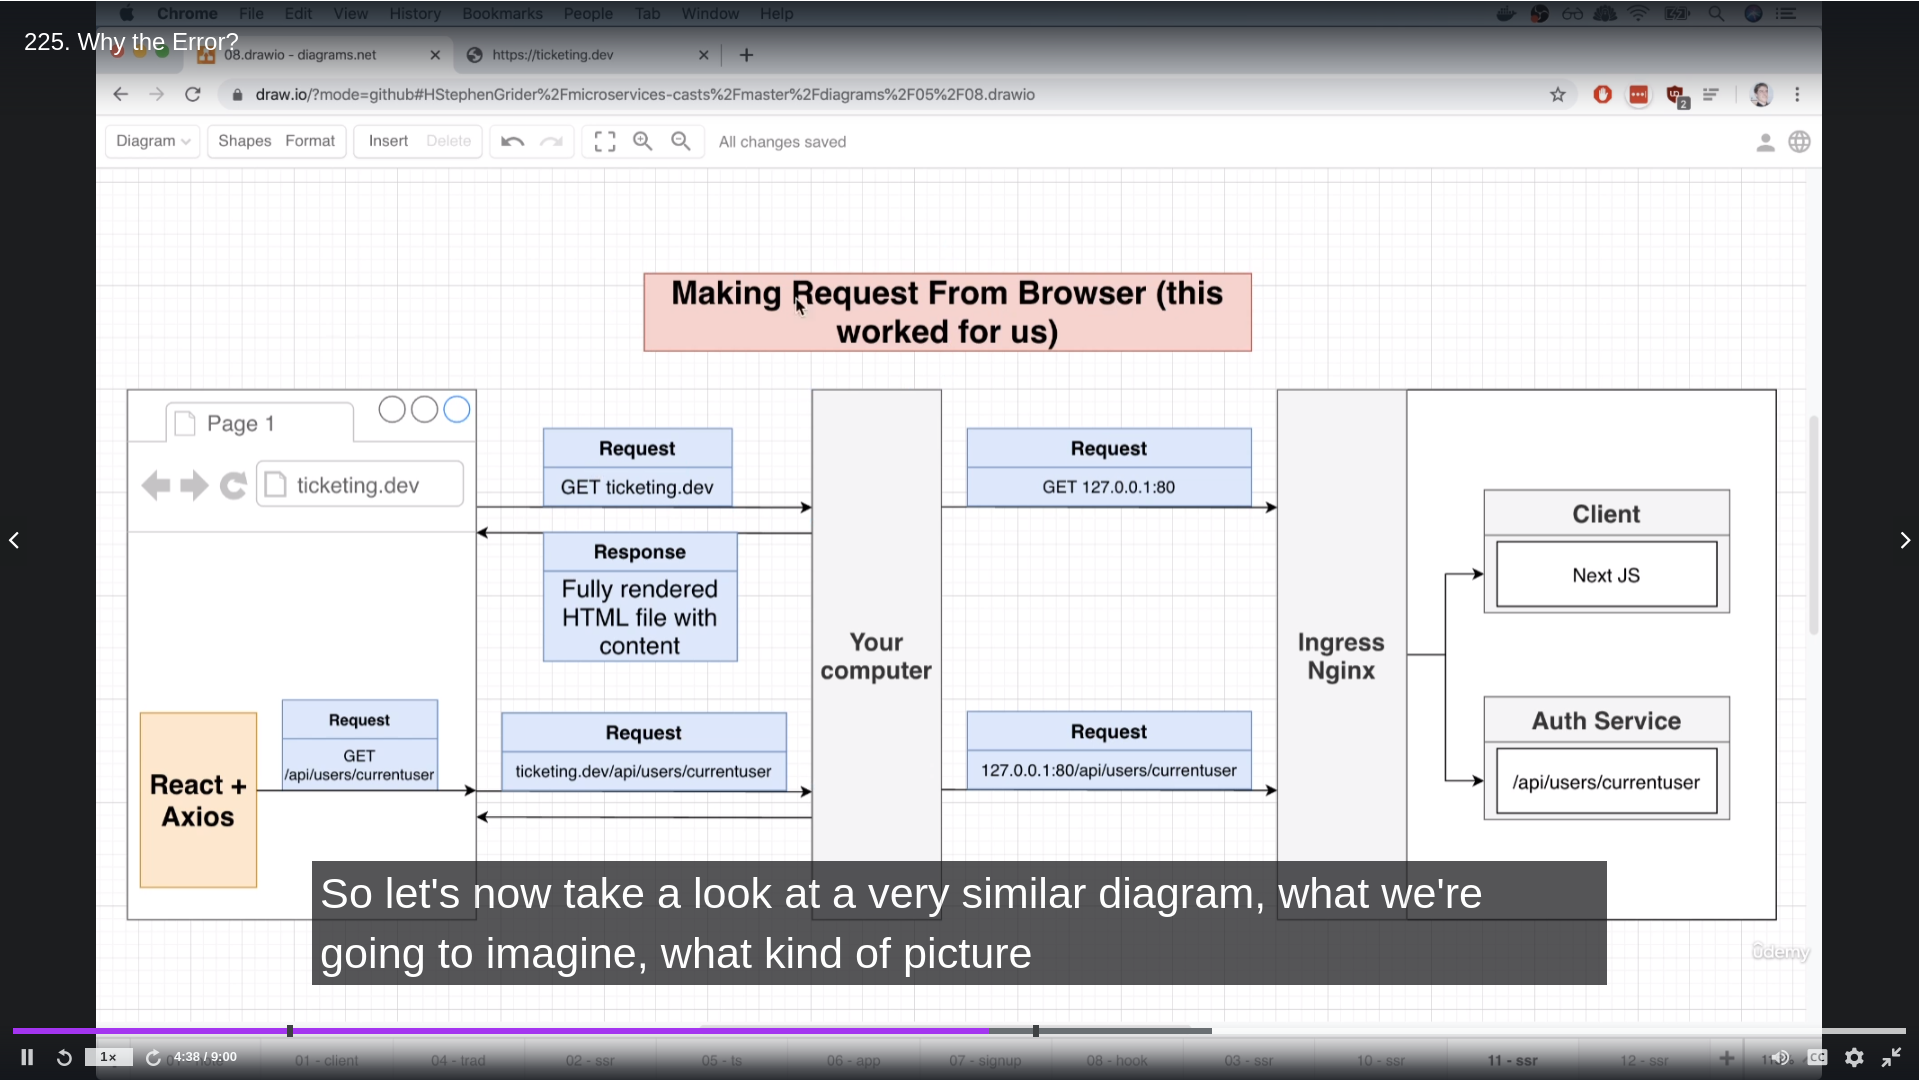 Chrome File Edit View History Bookmarks People Tab Window Help
225. Why the Error?
08.drawio - diagrams.net
https://ticketing.dev
draw.io/?mode=github#HStephenGrider%2Fmicroservices-casts%2Fmaster%2Fdiagrams%2F05%2F08.drawio
2
Diagram Shapes Format Insert Delete All changes saved
Making Request From Browser (this
worked for us)
Page 1
ticketing.dev
Request
GET ticketing.dev
Response
Fully rendered
HTML file with
content
Request
GET 127.0.0.1:80
Your
computer
Ingress
Nginx
Client
Next JS
Auth Service
/api/users/currentuser
React +
Axios
Request
GET
/api/users/currentuser
Request
ticketing.dev/api/users/currentuser
Request
127.0.0.1:80/api/users/currentuser
So let's now take a look at a very similar diagram, what we're
going to imagine, what kind of picture
ûdemy
1x
4:38 / 9:00
01 - client 04 - trad 02 - ssr 05 - ts 06 - app 07 - signup 08 - hook 03 - ssr 10 - ssr 11 - ssr 12 - ssr
CC